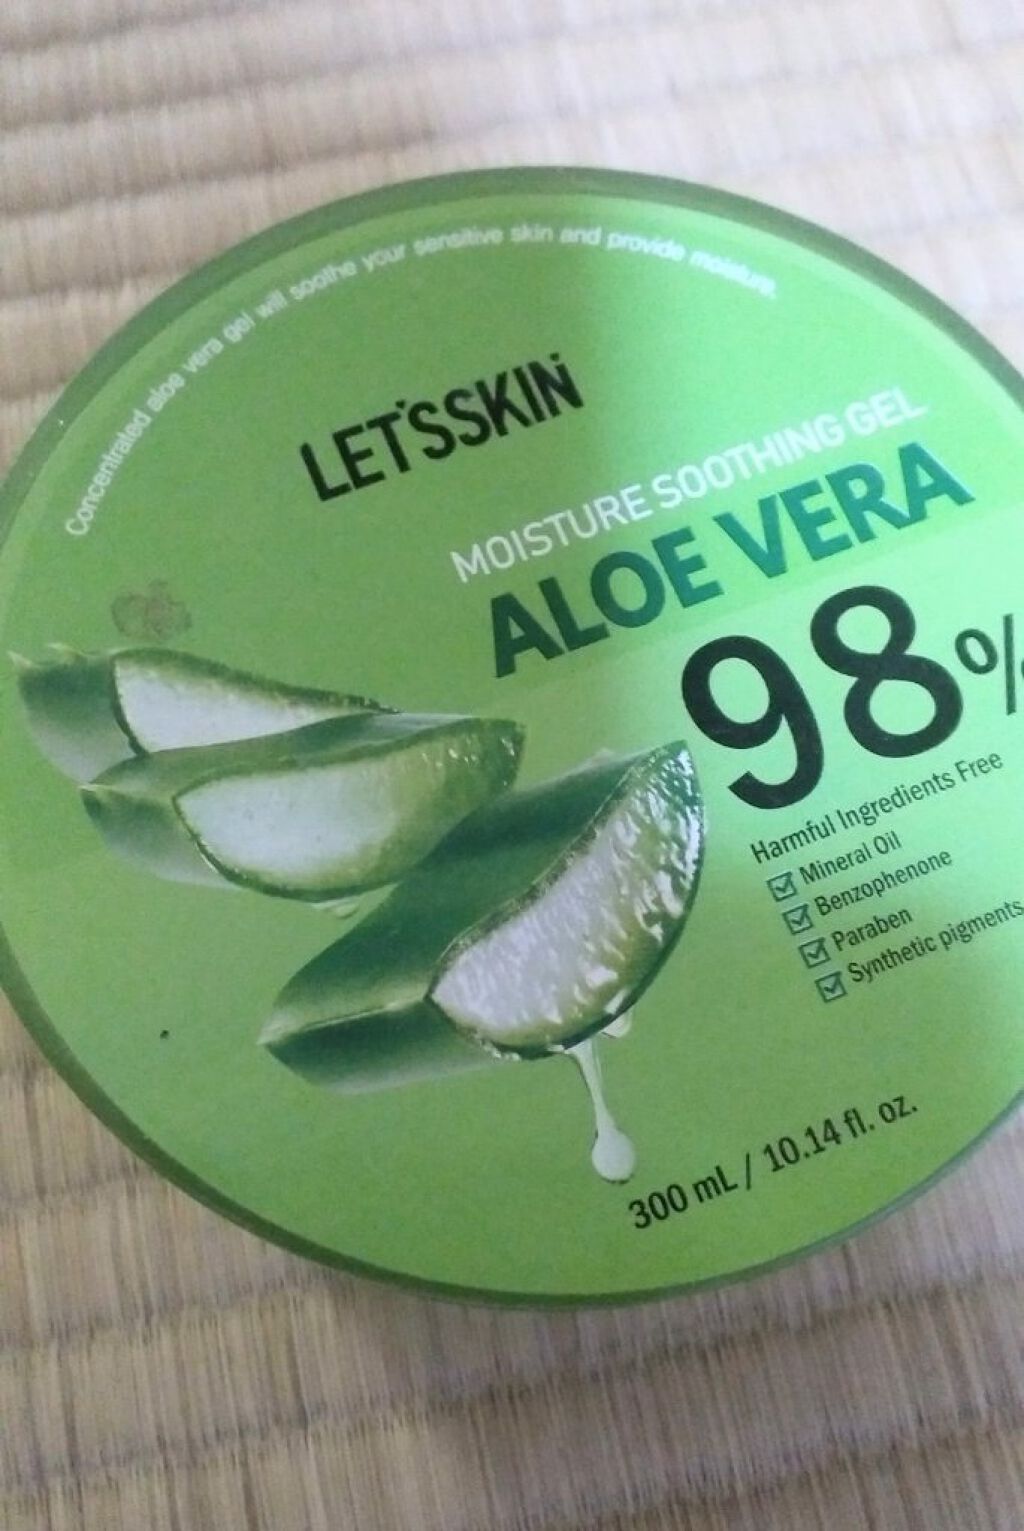 Concentrated aloe vera gel will soothe your sensitive skin and provide moisture.
LET'SSKIN
MOISTURE SOOTHING GEL
ALOE VERA
98%
Harmful Ingredients Free
Mineral Oil
Benzophenone
Paraben
Synthetic pigments
300 mL / 10.14 fl. oz.